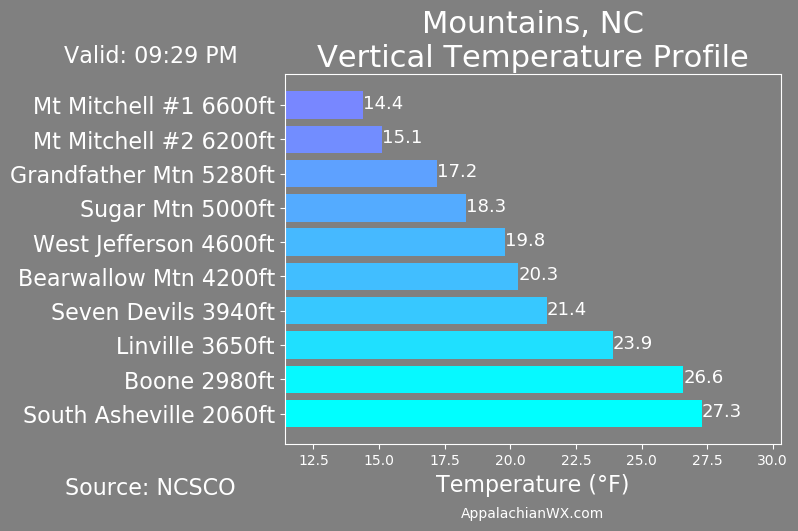 Mountains, NC
Vertical Temperature Profile
Valid: 09:29 PM
Mt Mitchell #1 6600ft 14.4
Mt Mitchell #2 6200ft 15.1
Grandfather Mtn 5280ft 17.2
Sugar Mtn 5000ft 18.3
West Jefferson 4600ft 19.8
Bearwallow Mtn 4200ft 20.3
Seven Devils 3940ft 21.4
Linville 3650ft 23.9
Boone 2980ft 26.6
South Asheville 2060ft 27.3
12.5 15.0 17.5 20.0 22.5 25.0 27.5 30.0
Temperature (°F)
Source: NCSCO
AppalachianWX.com